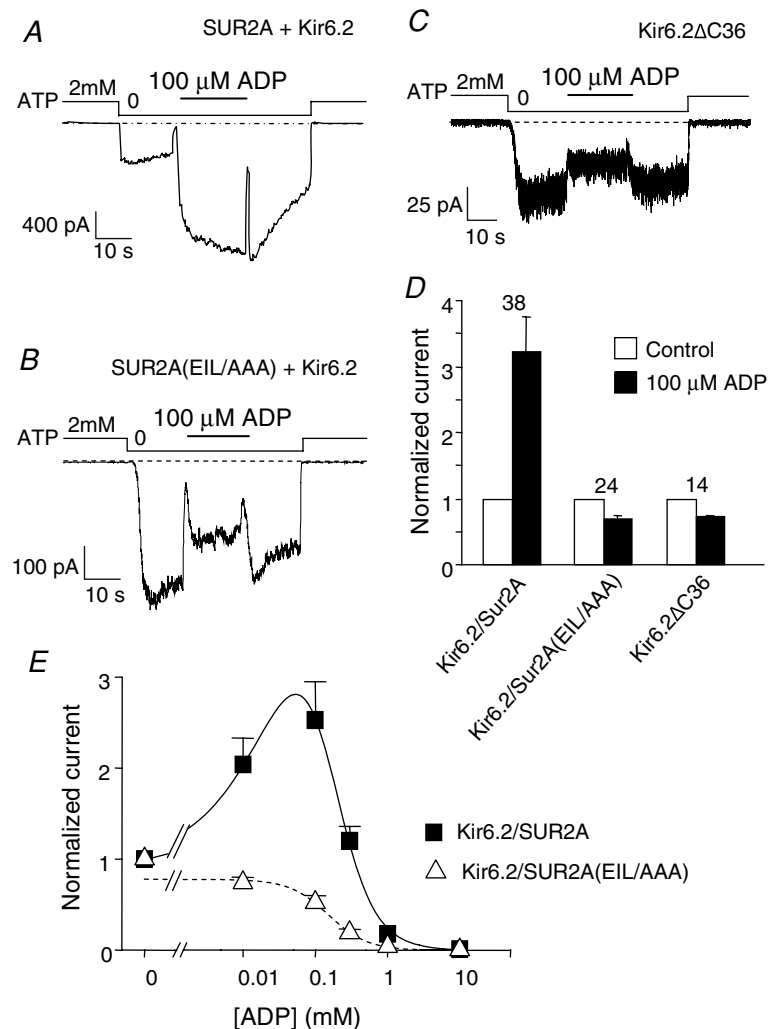 A
SUR2A + Kir6.2
100 μM ADP
2mM
ATP
0
400 pA
10 s
B
SUR2A(EIL/AAA) + Kir6.2
100 μM ADP
2mM
ATP
0
100 pA
10 s
C
Kir6.2ΔC36
100 μM ADP
2mM
ATP
0
25 pA
10 s
D
Normalized current
4
3
2
1
0
38
24
14
Control
100 μM ADP
Kir6.2/Sur2A
Kir6.2/Sur2A(EIL/AAA)
Kir6.2ΔC36
E
Normalized current
3
2
1
0
Kir6.2/SUR2A
Kir6.2/SUR2A(EIL/AAA)
0 0.01 0.1 1 10
[ADP] (mM)